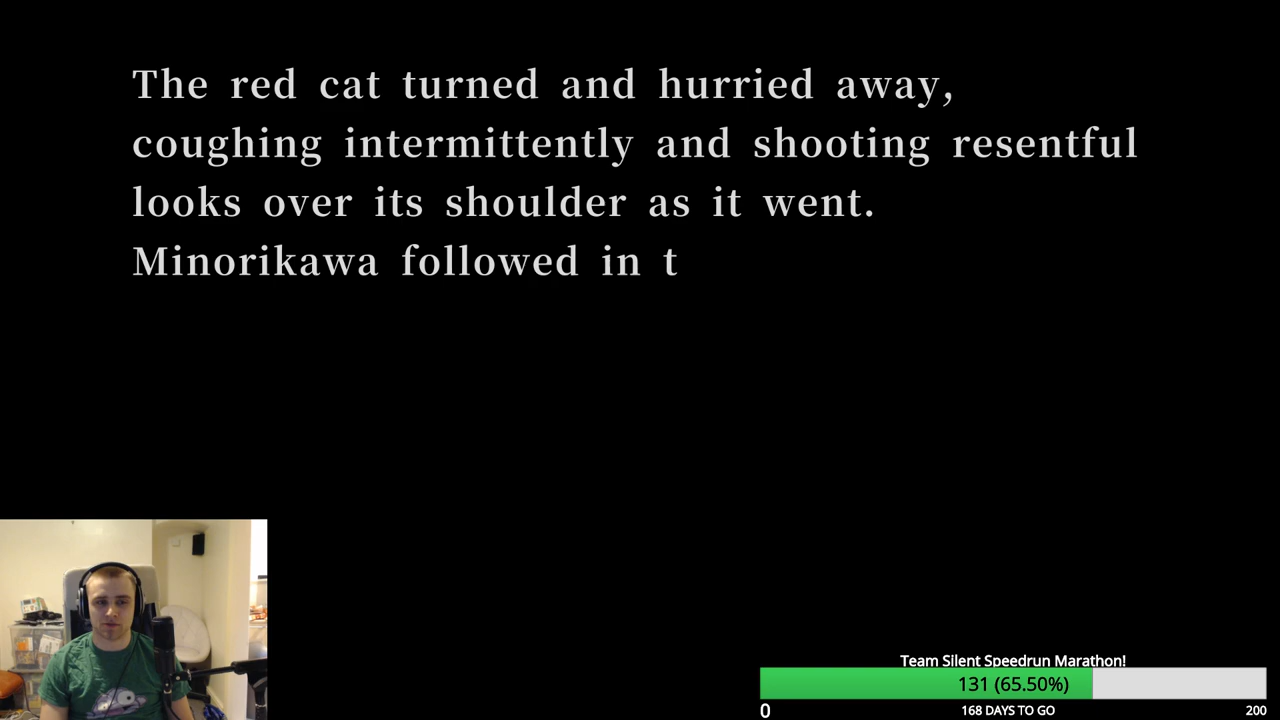 The red cat turned and hurried away,
coughing intermittently and shooting resentful
looks over its shoulder as it went.
Minorikawa followed in t
Team Silent Speedrun Marathon!
131 (65.50%)
0 168 DAYS TO GO 200